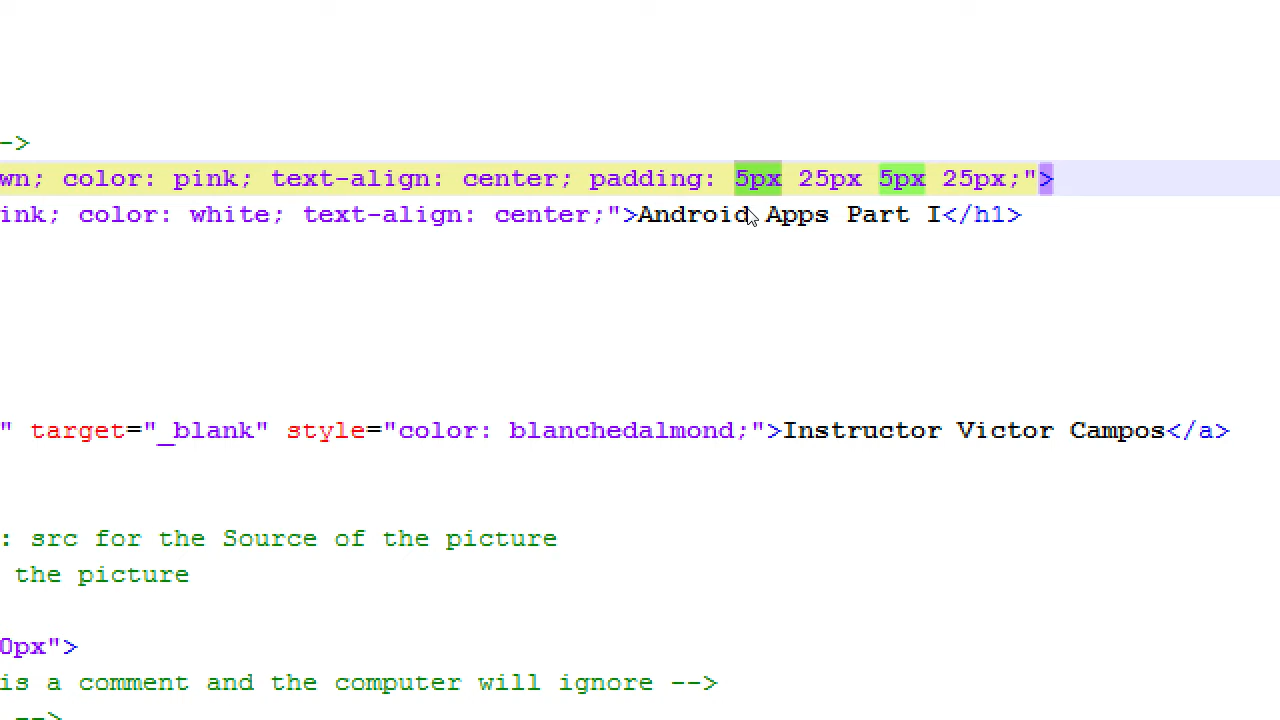 ->
wn; color: pink; text-align: center; padding: 5px 25px 5px 25px;">
ink; color: white; text-align: center;">Android Apps Part I</h1>
" target="_blank" style="color: blanchedalmond;">Instructor Victor Campos</a>
: src for the Source of the picture
the picture
0px">
is a comment and the computer will ignore -->
-->